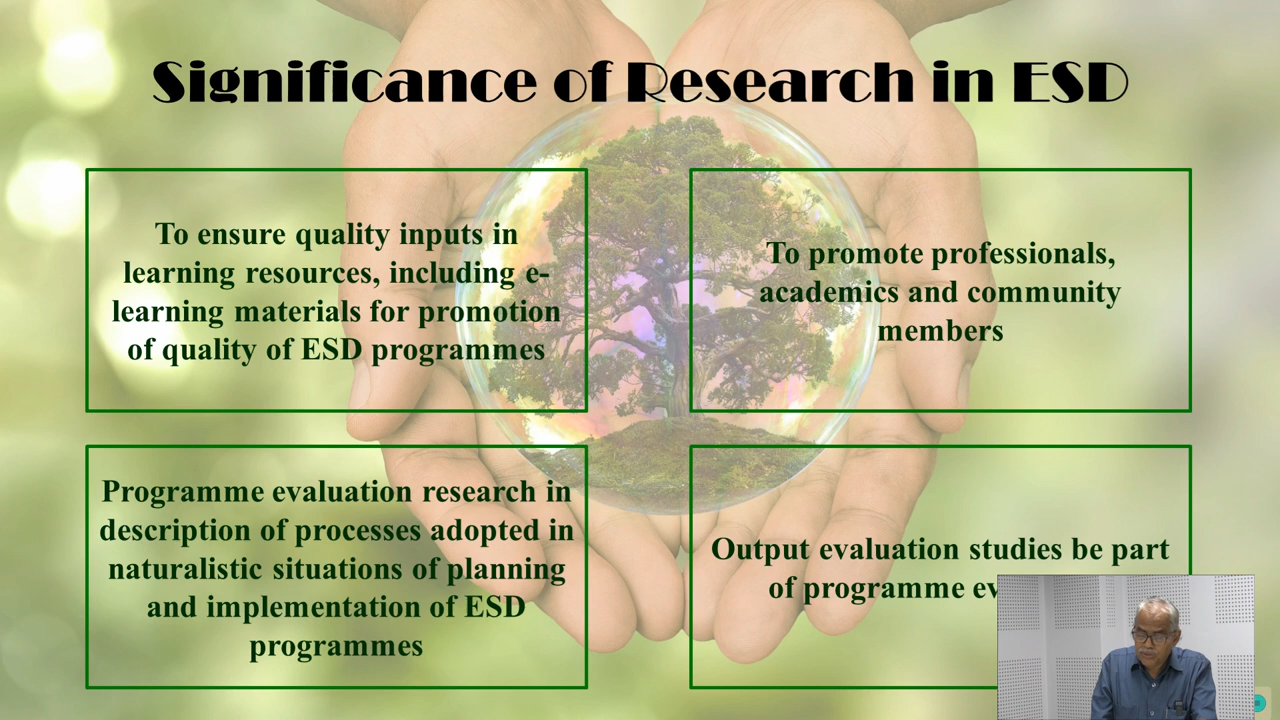 Significance of Research in ESD
To ensure quality inputs in
learning resources, including e-
learning materials for promotion
of quality of ESD programmes
To promote professionals,
academics and community
members
Programme evaluation research in
description of processes adopted in
naturalistic situations of planning
and implementation of ESD
programmes
Output evaluation studies be part
of programme